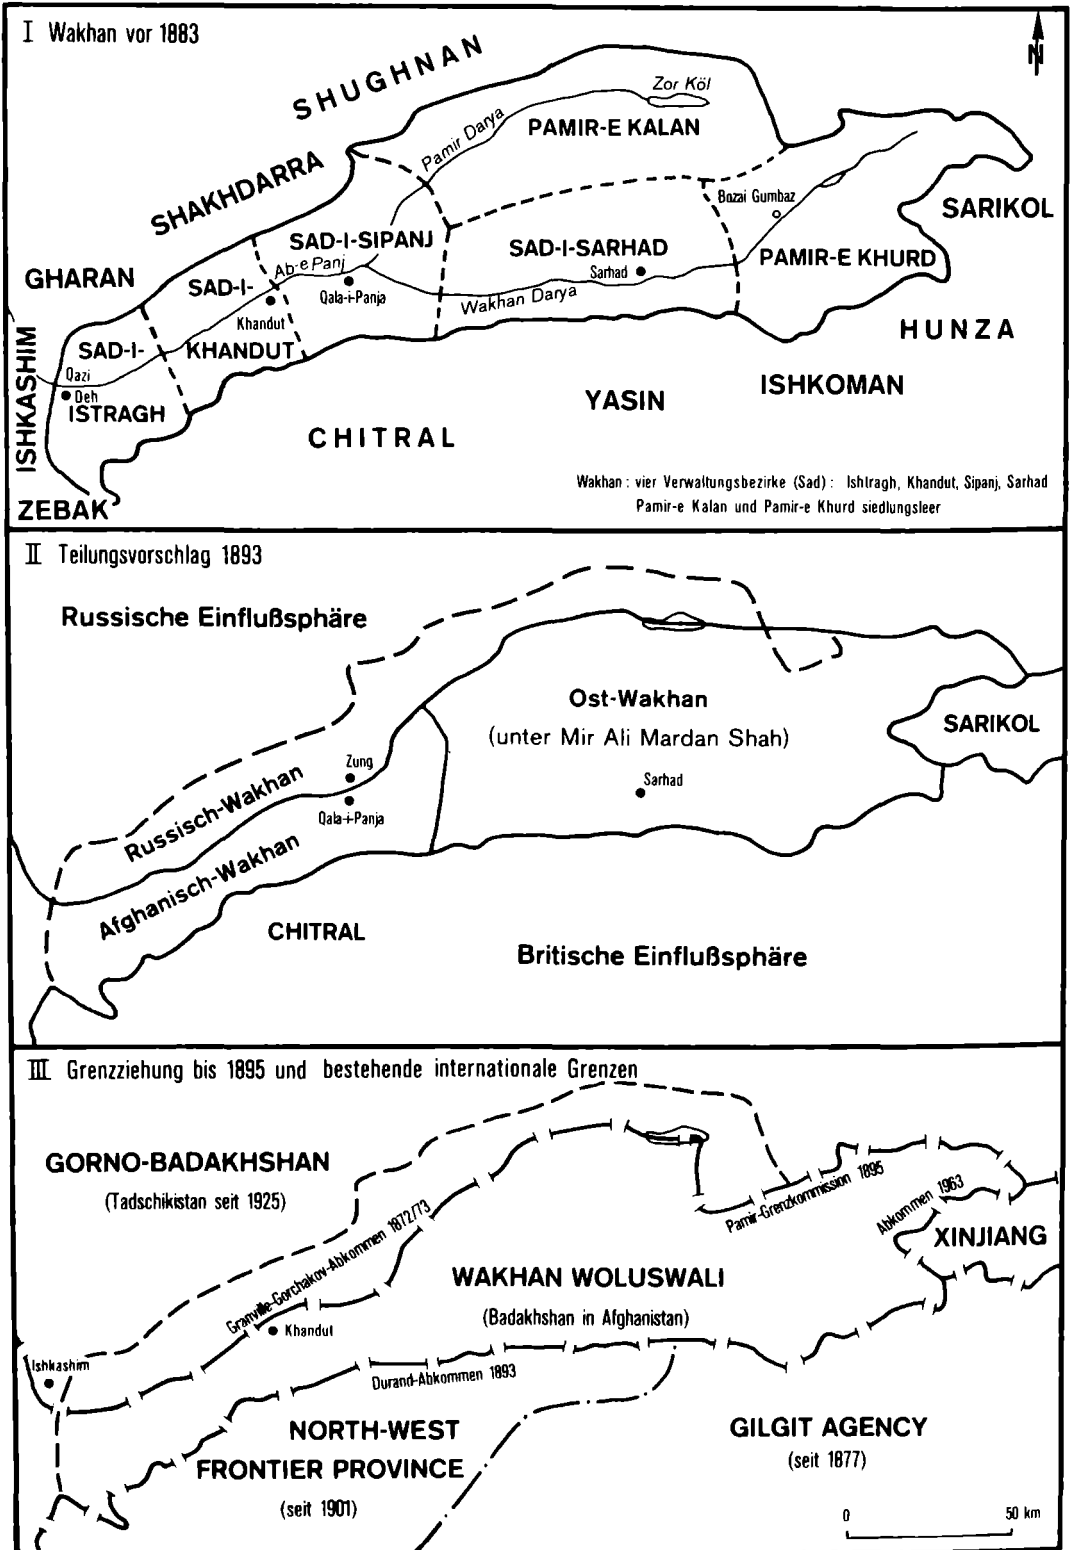 I Wakhan vor 1883
N
SHUGHNAN
Zor Köl
Pamir Darya
PAMIR-E KALAN
SHAKHDARRA
Bozai Gumbaz
SARIKOL
SAD-I-SIPANJ
SAD-I-SARHAD
PAMIR-E KHURD
GHARAN
Ab-e Panj
Sarhad
SAD-I-
Qala-i-Panja
Wakhan Darya
Khandut
HUNZA
ISHKASHIM
SAD-I-
KHANDUT
Qazi
Deh
ISTRAGH
YASIN
ISHKOMAN
CHITRAL
Wakhan : vier Verwaltungsbezirke (Sad) : Ishtragh, Khandut, Sipanj, Sarhad
Pamir-e Kalan und Pamir-e Khurd siedlungsleer
ZEBAK
II Teilungsvorschlag 1893
Russische Einflußsphäre
Ost-Wakhan
(unter Mir Ali Mardan Shah)
SARIKOL
Zung
Sarhad
Russisch-Wakhan
Qala-i-Panja
Afghanisch-Wakhan
CHITRAL
Britische Einflußsphäre
III Grenzziehung bis 1895 und bestehende internationale Grenzen
GORNO-BADAKHSHAN
(Tadschikistan seit 1925)
Pamir-Grenzkommission 1895
Abkommen 1963
Granville-Gorchakov-Abkommen 1872/73
XINJIANG
WAKHAN WOLUSWALI
(Badakhshan in Afghanistan)
Khandut
Ishkashim
Durand-Abkommen 1893
NORTH-WEST
FRONTIER PROVINCE
(seit 1901)
GILGIT AGENCY
(seit 1877)
0 50 km